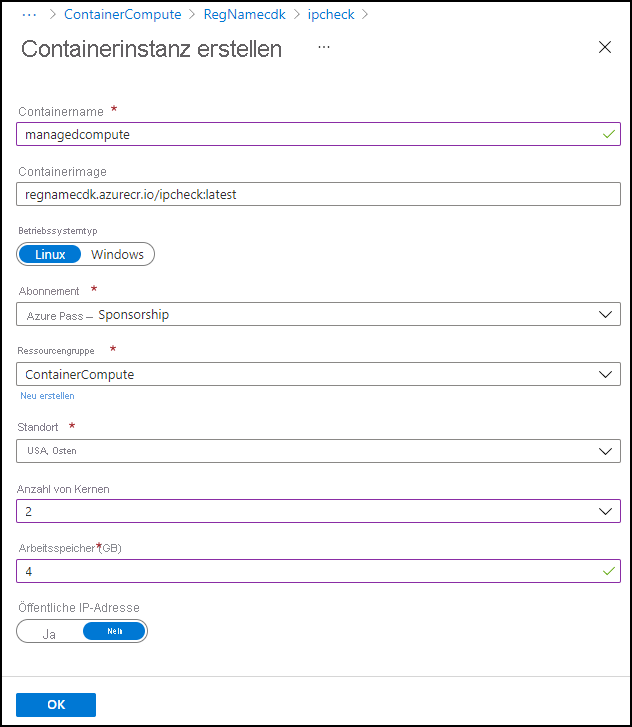 ··· > ContainerCompute > RegNamecdk > ipcheck >
Containerinstanz erstellen ···
Containername *
managedcompute
Containerimage
regnamecdk.azurecr.io/ipcheck:latest
Betriebssystemtyp
Linux Windows
Abonnement *
Azure Pass – Sponsorship
Ressourcengruppe *
ContainerCompute
Neu erstellen
Standort *
USA, Osten
Anzahl von Kernen
2
Arbeitsspeicher*(GB)
4
Öffentliche IP-Adresse
Ja Nein
OK